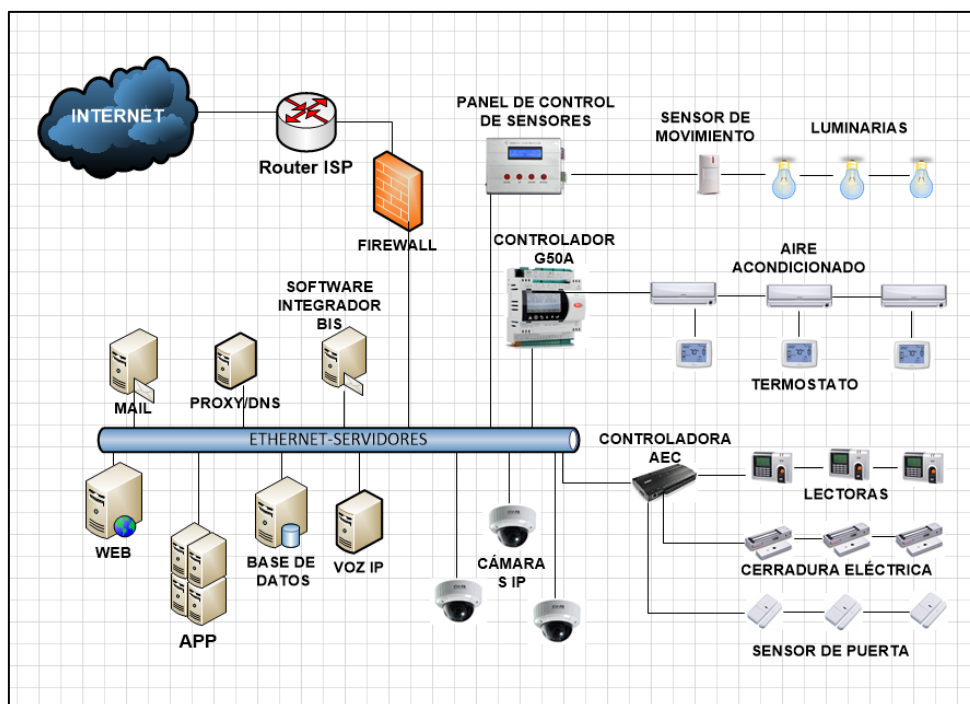 INTERNET
Router ISP
FIREWALL
PANEL DE CONTROL
DE SENSORES
SENSOR DE
MOVIMIENTO
LUMINARIAS
CONTROLADOR
G50A
AIRE
ACONDICIONADO
TERMOSTATO
SOFTWARE
INTEGRADOR
BIS
MAIL
PROXY/DNS
ETHERNET-SERVIDORES
CONTROLADORA
AEC
LECTORAS
CERRADURA ELÉCTRICA
SENSOR DE PUERTA
WEB
APP
BASE DE
DATOS
VOZ IP
CÁMARA
S IP